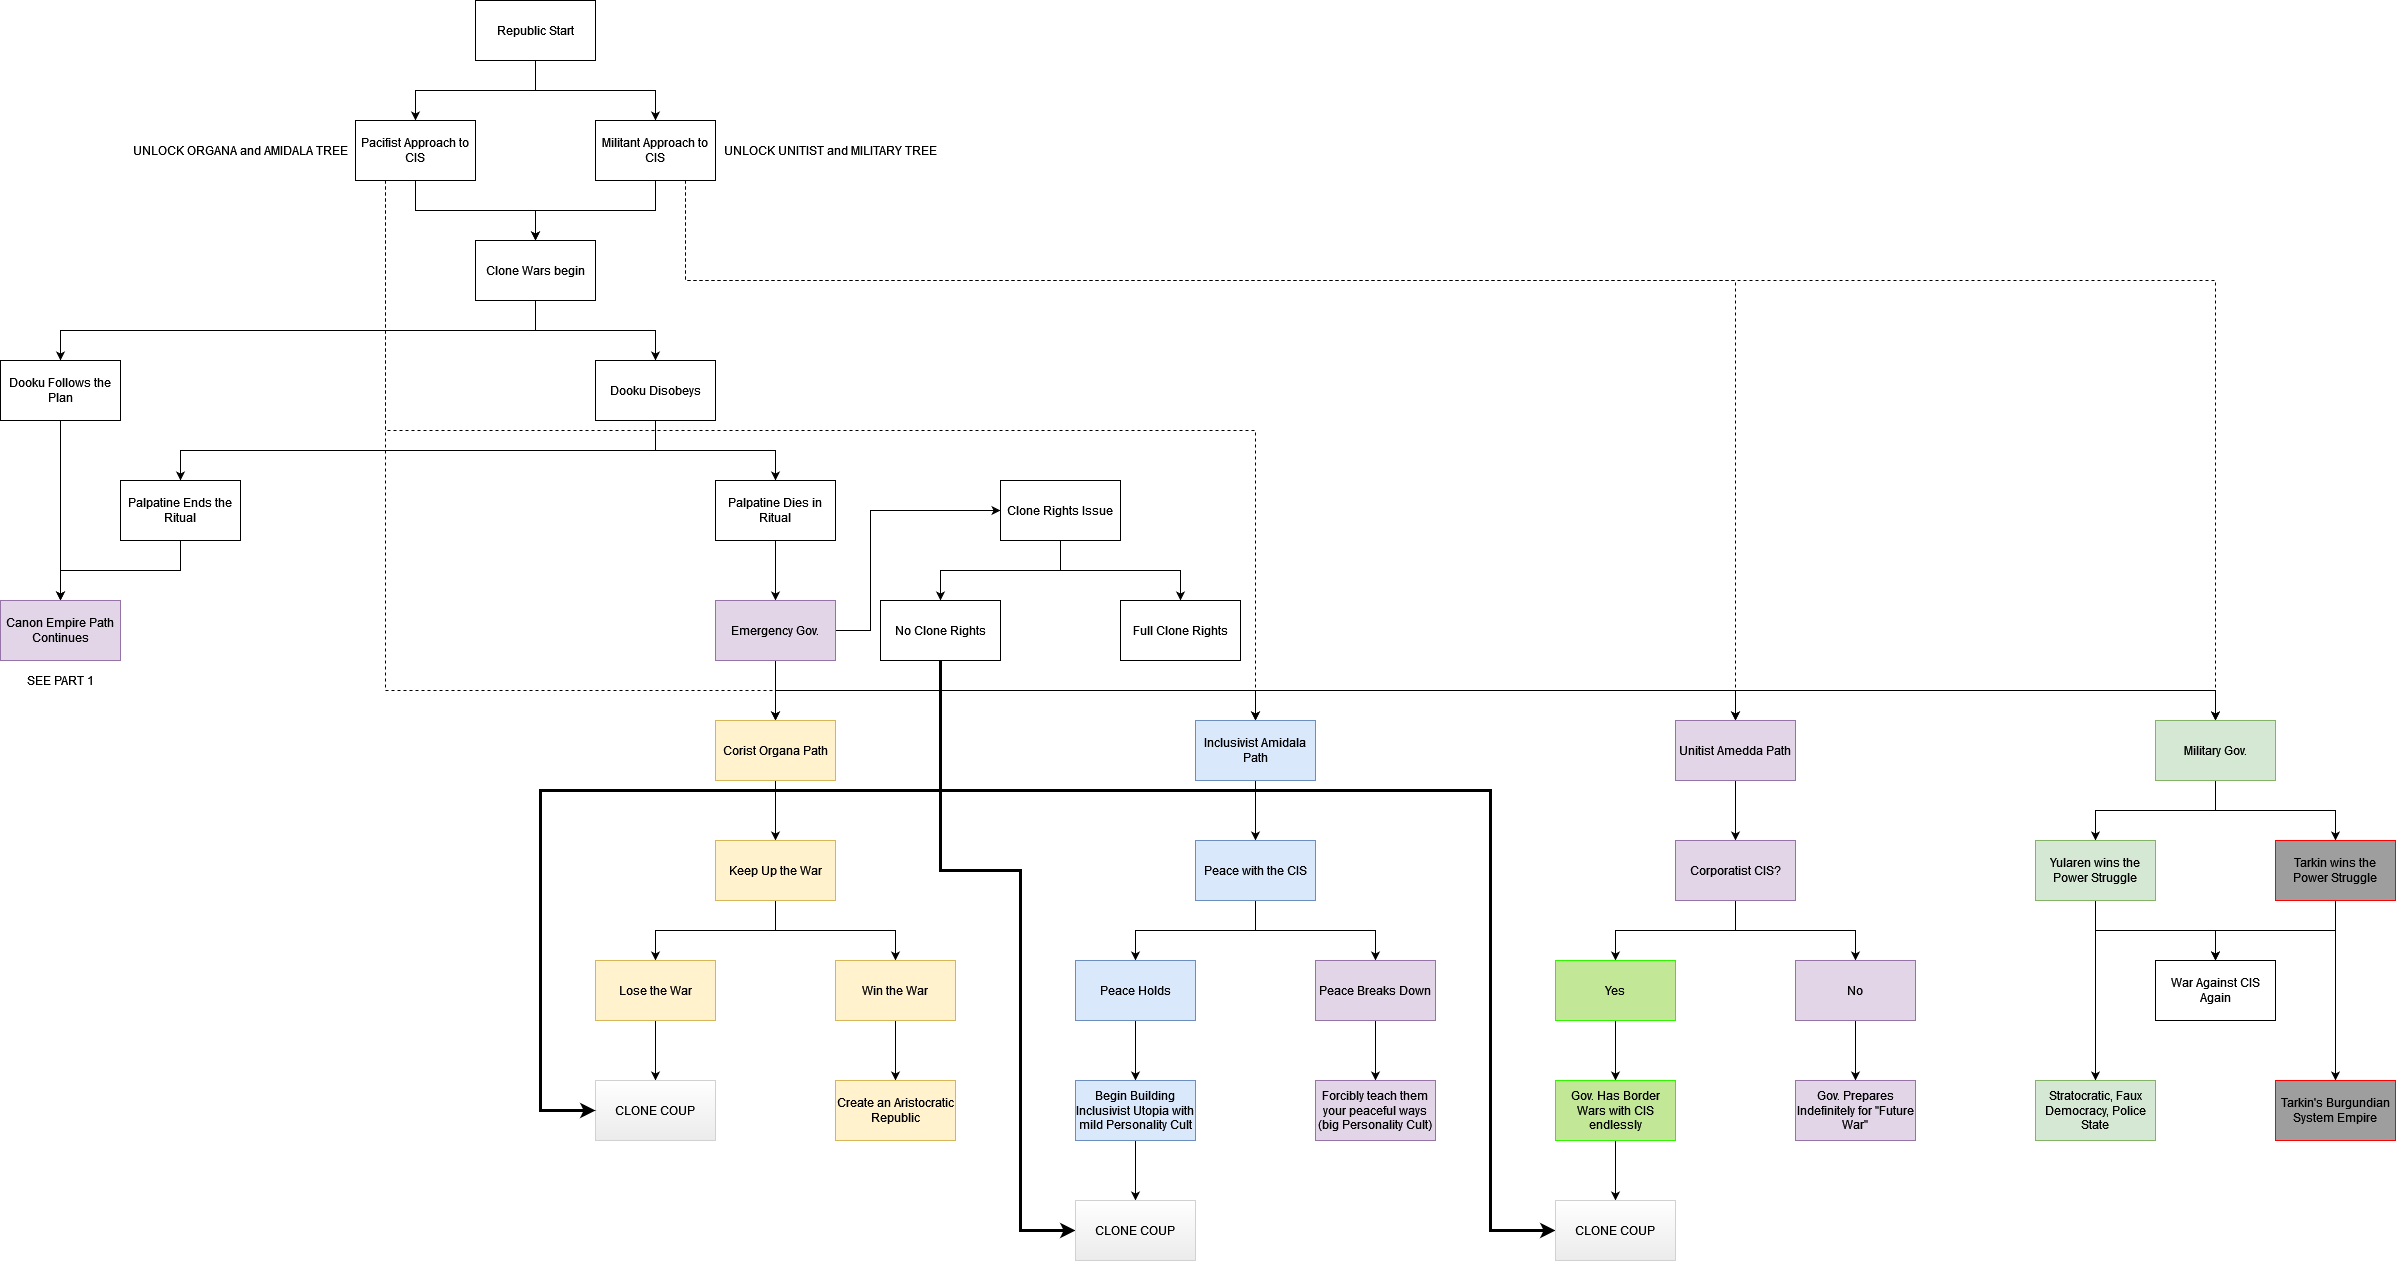 Republic Start
UNLOCK ORGANA and AMIDALA TREE
Pacifist Approach to
CIS
Militant Approach to
CIS
UNLOCK UNITIST and MILITARY TREE
Clone Wars begin
Dooku Follows the
Plan
Dooku Disobeys
Palpatine Ends the
Ritual
Palpatine Dies in
Ritual
Clone Rights Issue
Canon Empire Path
Continues
Emergency Gov.
No Clone Rights
Full Clone Rights
SEE PART 1
Corist Organa Path
Inclusivist Amidala
Path
Unitist Amedda Path
Military Gov.
Keep Up the War
Peace with the CIS
Corporatist CIS?
Yularen wins the
Power Struggle
Tarkin wins the
Power Struggle
Lose the War
Win the War
Peace Holds
Peace Breaks Down
Yes
No
War Against CIS
Again
CLONE COUP
Create an Aristocratic
Republic
Begin Building
Inclusivist Utopia with
mild Personality Cult
Forcibly teach them
your peaceful ways
(big Personality Cult)
Gov. Has Border
Wars with CIS
endlessly
Gov. Prepares
Indefinitely for "Future
War"
Stratocratic, Faux
Democracy, Police
State
Tarkin's Burgundian
System Empire
CLONE COUP
CLONE COUP